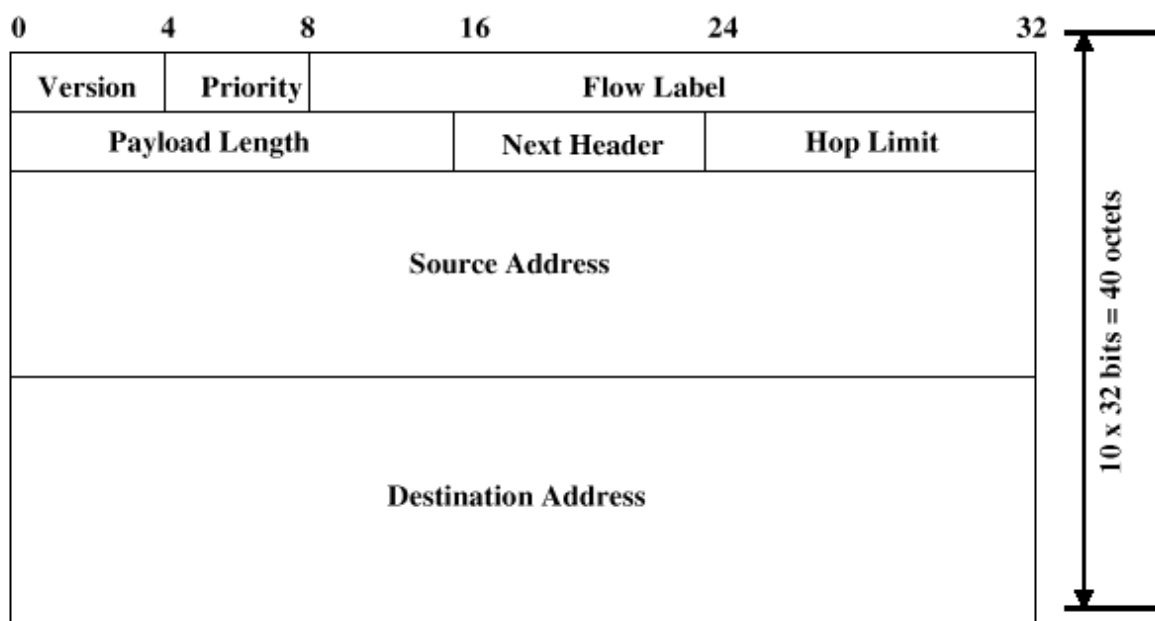 0 4 8 16 24 32
Version Priority Flow Label
Payload Length Next Header Hop Limit
Source Address
Destination Address
10 x 32 bits = 40 octets